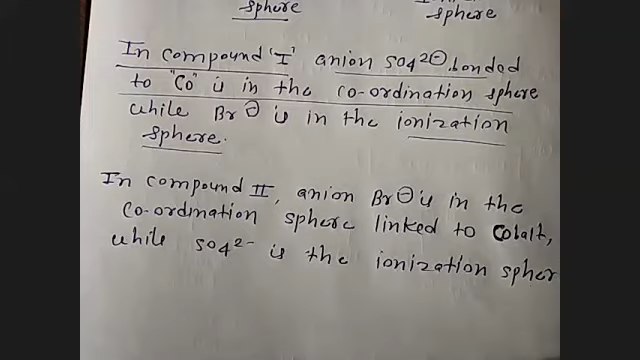 sphere
sphere
In compound 'I' anion SO4 2⊖ bonded
to "Co" is in the co-ordination sphere
while Br⊖ is in the ionization
sphere.
In compound II, anion Br⊖ is in the
Co-ordination sphere linked to Cobalt,
while SO4 2- is the ionization spher